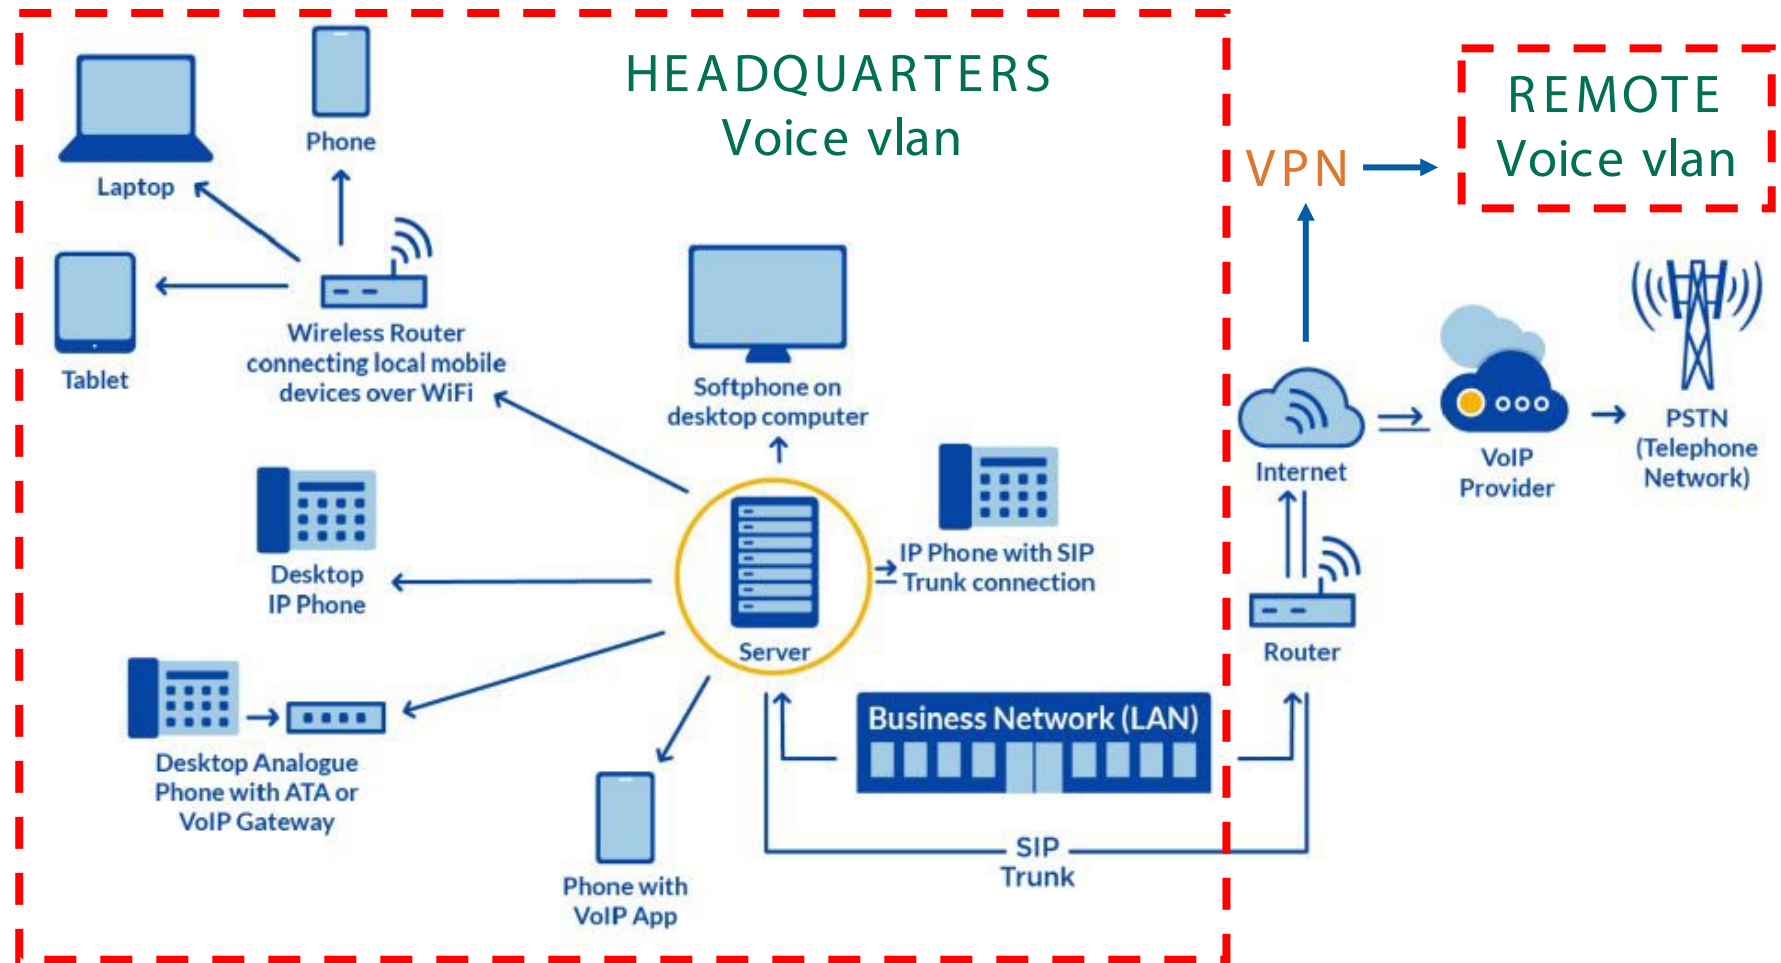 HEADQUARTERS
Voice vlan
REMOTE
Voice vlan
VPN
Phone
Laptop
Tablet
Wireless Router
connecting local mobile
devices over WiFi
Softphone on
desktop computer
Desktop
IP Phone
IP Phone with SIP
Trunk connection
Server
Internet
VoIP
Provider
PSTN
(Telephone
Network)
Router
Business Network (LAN)
Desktop Analogue
Phone with ATA or
VoIP Gateway
Phone with
VoIP App
SIP
Trunk